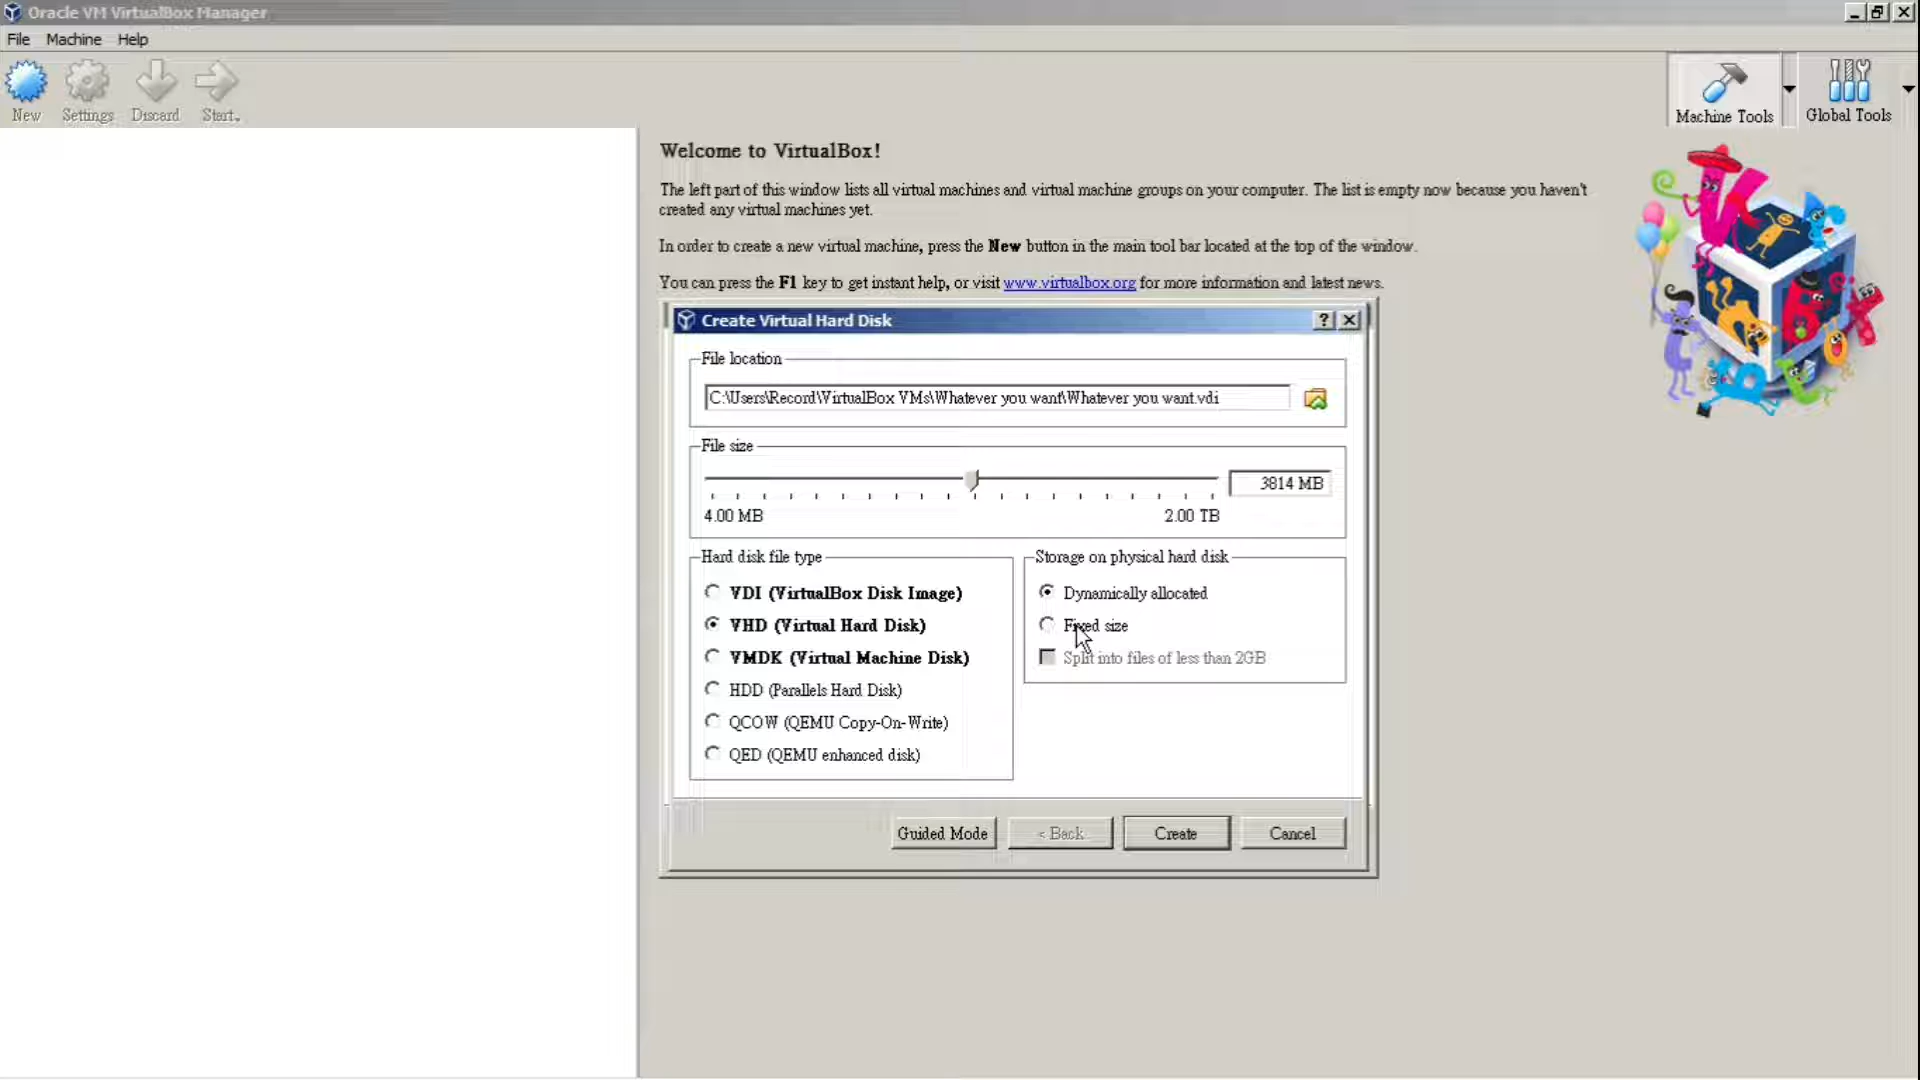 Oracle VM VirtualBox Manager
File Machine Help
New Settings Discard Start.
Machine Tools Global Tools
Welcome to VirtualBox!
The left part of this window lists all virtual machines and virtual machine groups on your computer. The list is empty now because you haven't
created any virtual machines yet.
In order to create a new virtual machine, press the New button in the main tool bar located at the top of the window.
You can press the F1 key to get instant help, or visit www.virtualbox.org for more information and latest news.
Create Virtual Hard Disk
File location
C:\Users\Record\VirtualBox VMs\Whatever you want\Whatever you want.vdi
File size
3814 MB
4.00 MB 2.00 TB
Hard disk file type
VDI (VirtualBox Disk Image)
VHD (Virtual Hard Disk)
VMDK (Virtual Machine Disk)
HDD (Parallels Hard Disk)
QCOW (QEMU Copy-On-Write)
QED (QEMU enhanced disk)
Storage on physical hard disk
Dynamically allocated
Fixed size
Split into files of less than 2GB
Guided Mode < Back Create Cancel